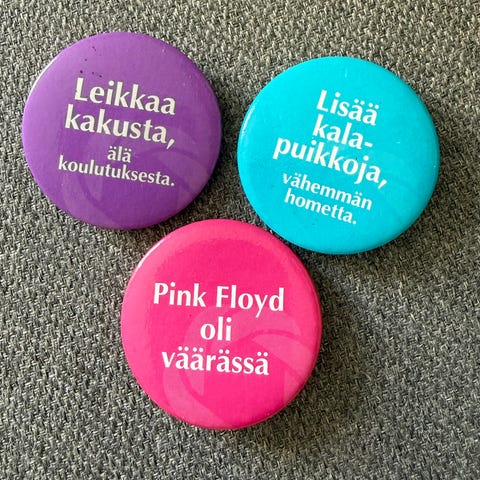 Leikkaa
kakusta,
älä
koulutuksesta.
Lisää
kala-
puikkoja,
vähemmän
hometta.
Pink Floyd
oli
väärässä